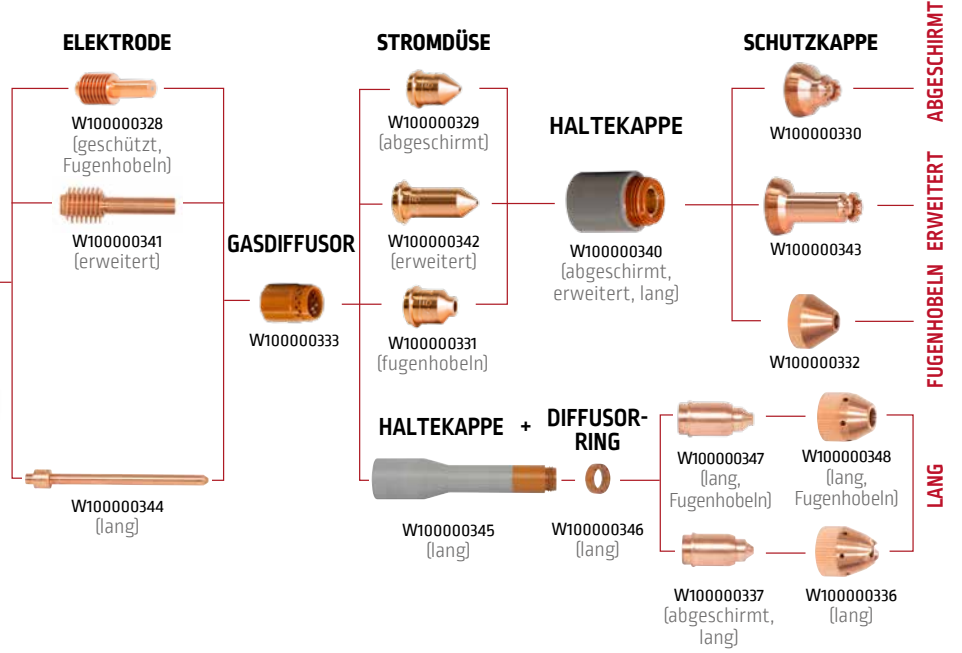 ELEKTRODE
W100000328
(geschützt,
Fugenhobeln)
W100000341
(erweitert)
W100000344
(lang)
GASDIFFUSOR
W100000333
STROMDÜSE
W100000329
(abgeschirmt)
W100000342
(erweitert)
W100000331
(fugenhobeln)
HALTEKAPPE
W100000340
(abgeschirmt,
erweitert, lang)
SCHUTZKAPPE
W100000330
W100000343
W100000332
ABGESCHIRMT
ERWEITERT
FUGENHOBELN
HALTEKAPPE + DIFFUSOR-
RING
W100000345
(lang)
W100000346
(lang)
W100000347
(lang,
Fugenhobeln)
W100000348
(lang,
Fugenhobeln)
W100000337
(abgeschirmt,
lang)
W100000336
(lang)
LANG